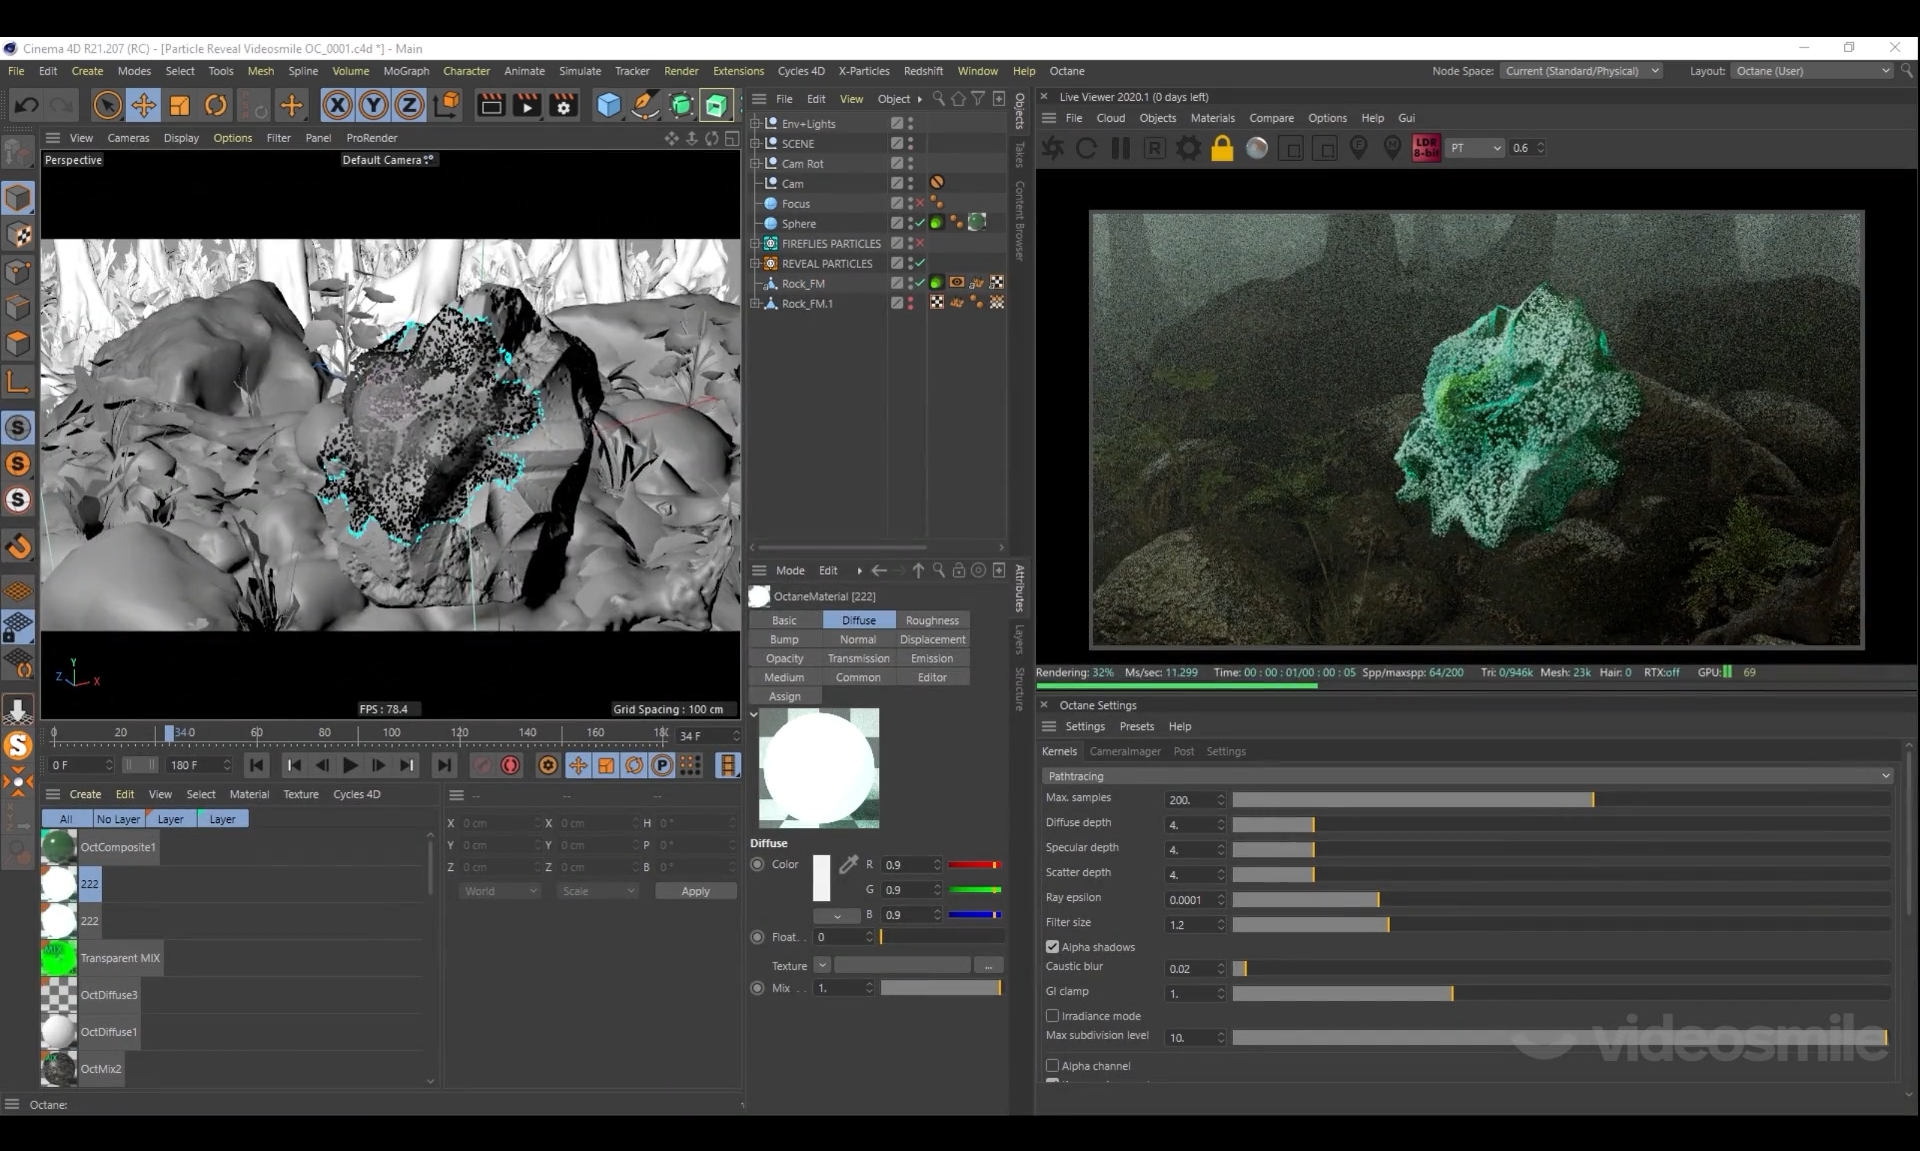 Cinema 4D R21.207 (RC) - [Particle Reveal Videosmile OC_0001.c4d *] - Main
File Edit Create Modes Select Tools Mesh Spline Volume MoGraph Character Animate Simulate Tracker Render Extensions Cycles 4D X-Particles Redshift Window Help Octane Node Space: Current (Standard/Physical) Layout: Octane (User)
X Y Z
View Cameras Display Options Filter Panel ProRender
Perspective Default Camera
FPS : 78.4 Grid Spacing : 100 cm
Y
Z X
0 20 34 0 60 80 100 120 140 160 34 F
0 F 180 F
Create Edit View Select Material Texture Cycles 4D
All No Layer Layer Layer
OctComposite1
222
222
Transparent MIX
OctDiffuse3
OctDiffuse1
OctMix2
-- -- --
X 0 cm X 0 cm H 0 °
Y 0 cm Y 0 cm P 0 °
Z 0 cm Z 0 cm B 0 °
World Scale Apply
Octane:
File Edit View Object
Env+Lights
SCENE
Cam Rot
Cam
Focus
Sphere
FIREFLIES PARTICLES
REVEAL PARTICLES
Rock_FM
Rock_FM.1
Objects
Takes
Content Browser
Mode Edit
OctaneMaterial [222]
Basic Diffuse Roughness
Bump Normal Displacement
Opacity Transmission Emission
Medium Common Editor
Assign
Attributes
Layers
Structure
Diffuse
Color R 0.9
G 0.9
B 0.9
Float. . 0
Texture ...
Mix . . 1.
Live Viewer 2020.1 (0 days left)
File Cloud Objects Materials Compare Options Help Gui
R F M LDR 8-bit PT 0.6
Rendering: 32% Ms/sec: 11.299 Time: 00 : 00 : 01/00 : 00 : 05 Spp/maxspp: 64/200 Tri: 0/946k Mesh: 23k Hair: 0 RTX:off GPU: 69
Octane Settings
Settings Presets Help
Kernels CameraImager Post Settings
Pathtracing
Max. samples 200.
Diffuse depth 4.
Specular depth 4.
Scatter depth 4.
Ray epsilon 0.0001
Filter size 1.2
Alpha shadows
Caustic blur 0.02
GI clamp 1.
Irradiance mode
Max subdivision level 10.
Alpha channel
videosmile